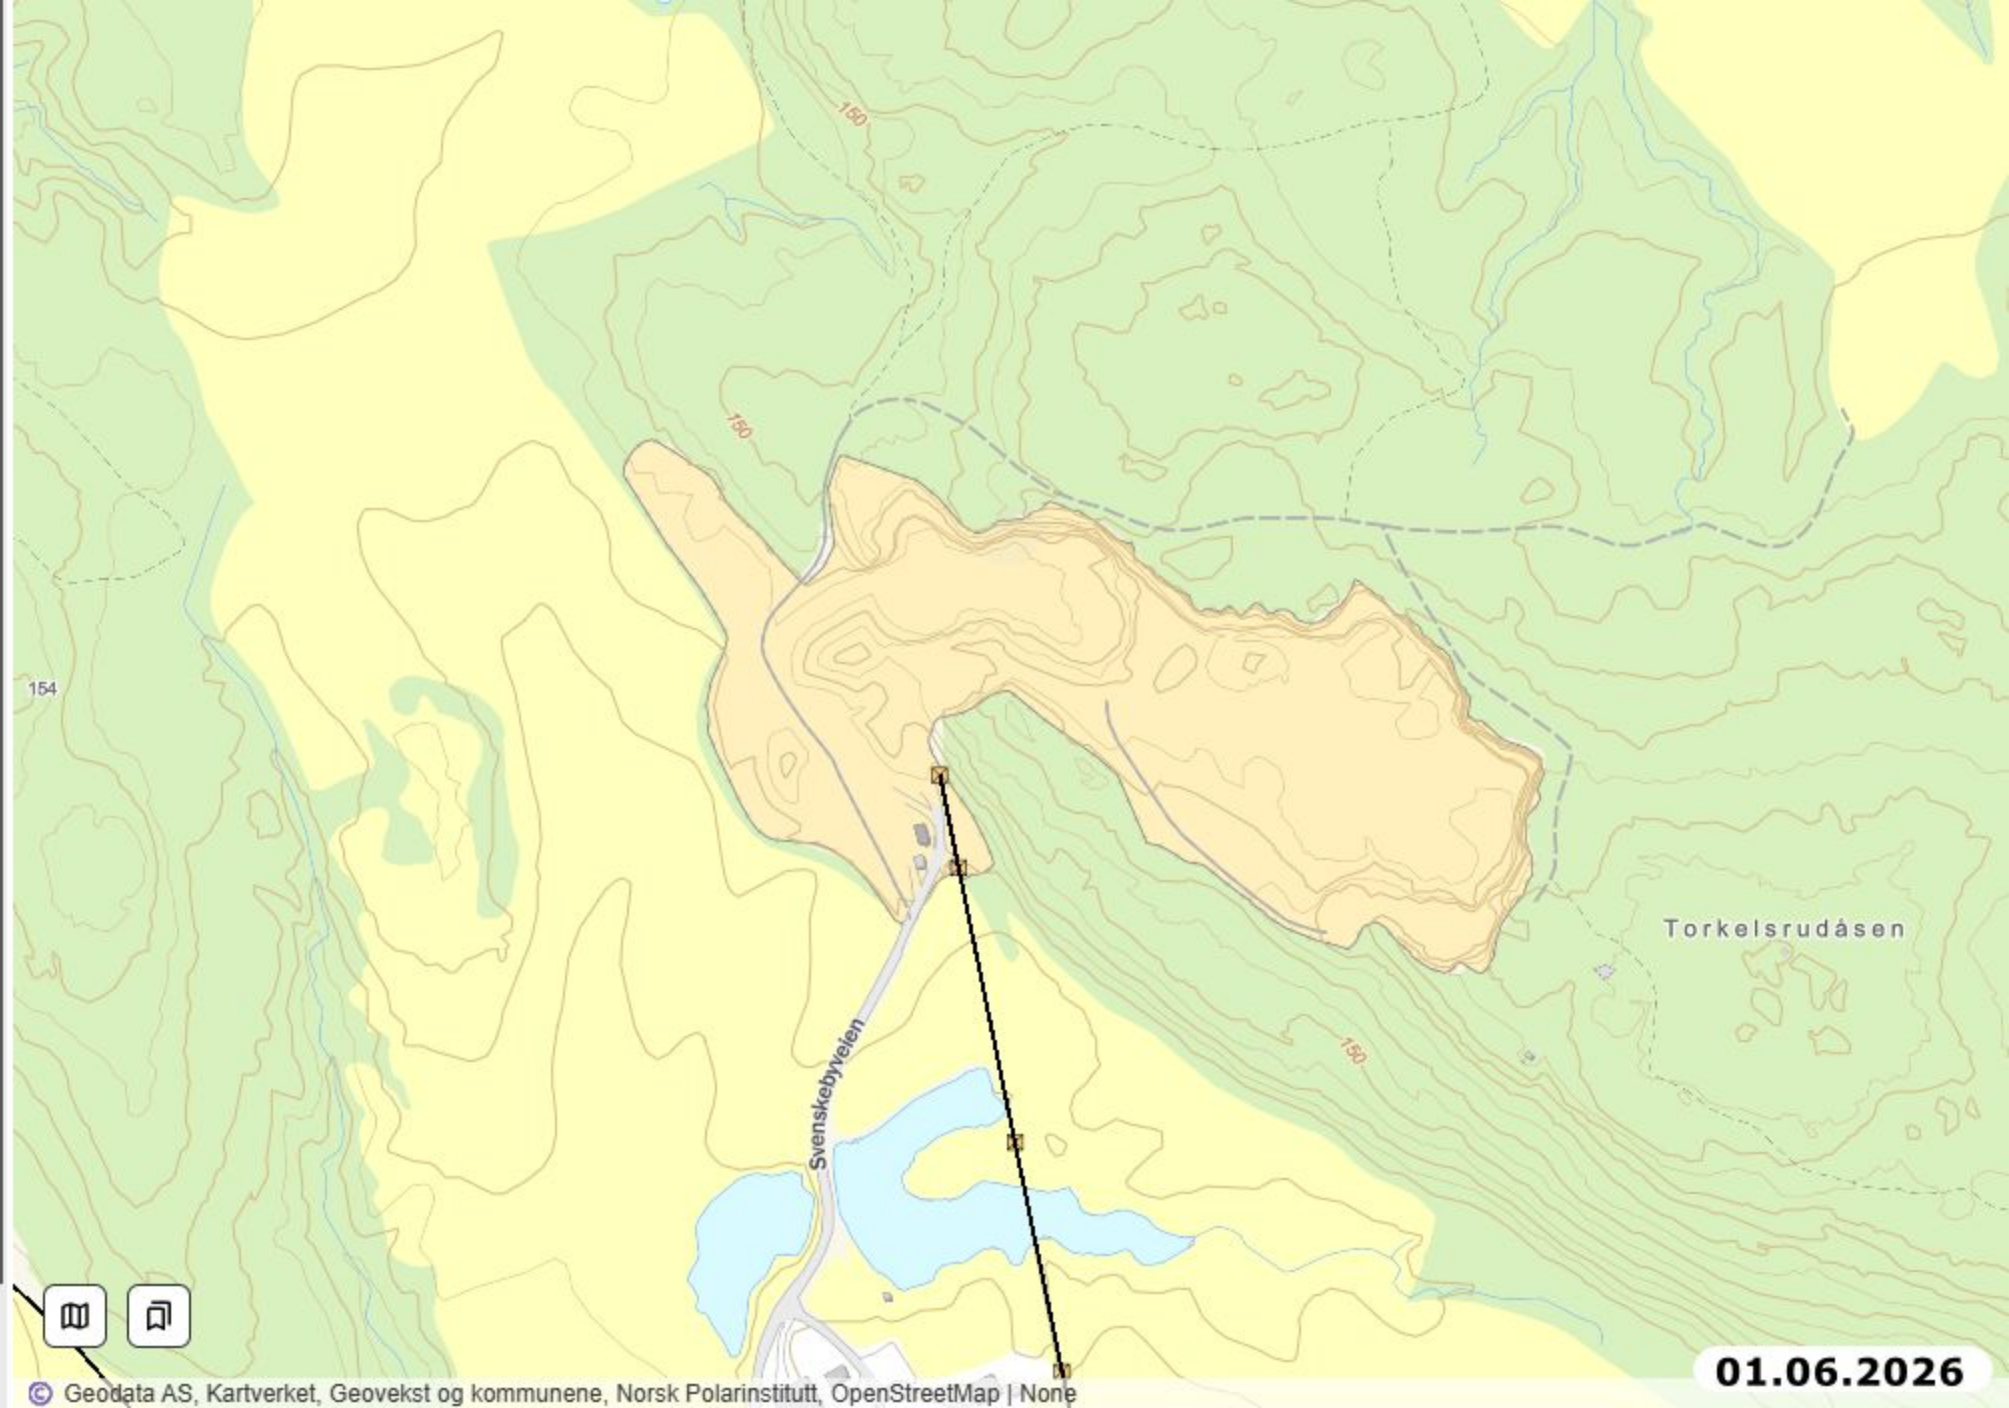 150
150
154
Torkelsrudåsen
150
Svenskebyveien
01.06.2026
© Geodata AS, Kartverket, Geovekst og kommunene, Norsk Polarinstitutt, OpenStreetMap | None